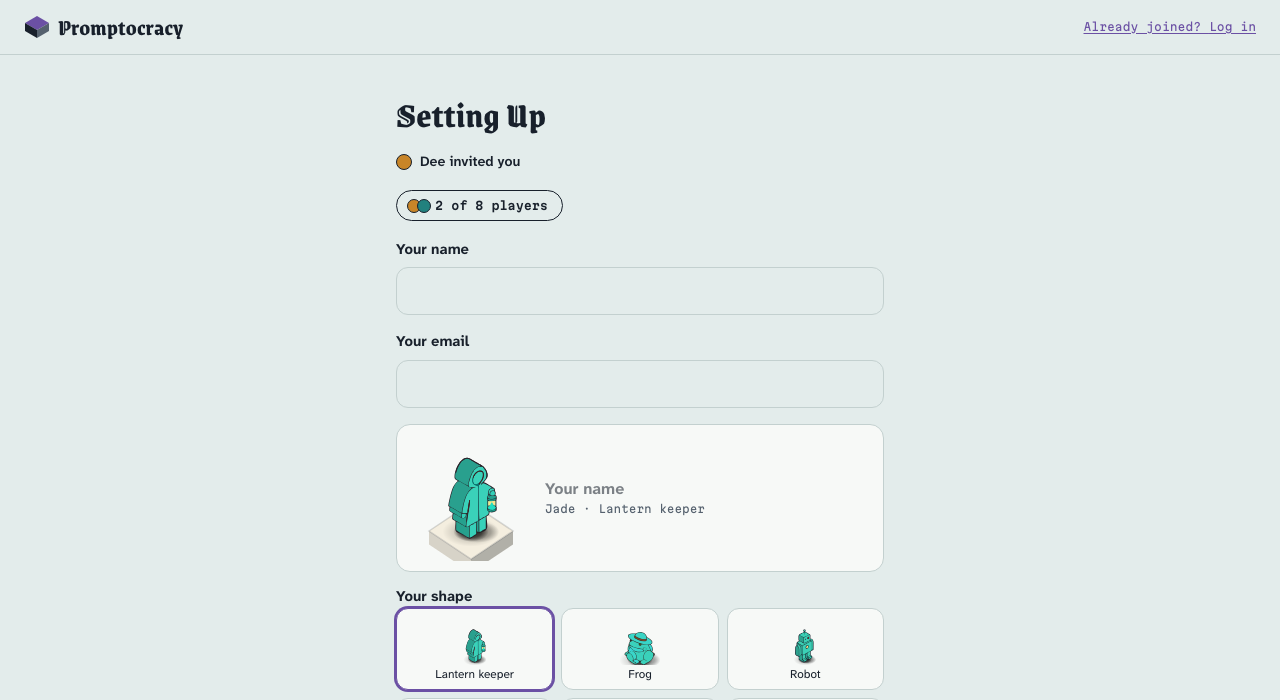 Promptocracy
Already joined? Log in
Setting Up
Dee invited you
2 of 8 players
Your name
Your email
Your name
Jade · Lantern keeper
Your shape
Lantern keeper
Frog
Robot